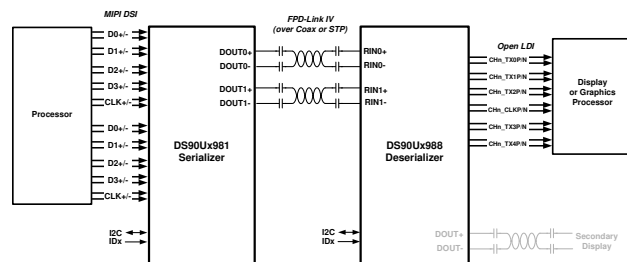 MIPI DSI
FPD-Link IV
(over Coax or STP)
Open LDI
Processor
D0+/-
D1+/-
D2+/-
D3+/-
CLK+/-
D0+/-
D1+/-
D2+/-
D3+/-
CLK+/-
I2C
IDx
DS90Ux981
Serializer
DOUT0+
DOUT0-
DOUT1+
DOUT1-
RIN0+
RIN0-
RIN1+
RIN1-
DS90Ux988
Deserializer
I2C
IDx
DOUT+
DOUT-
CHn_TX0P/N
CHn_TX1P/N
CHn_TX2P/N
CHn_CLKP/N
CHn_TX3P/N
CHn_TX4P/N
Display
or Graphics
Processor
Secondary
Display